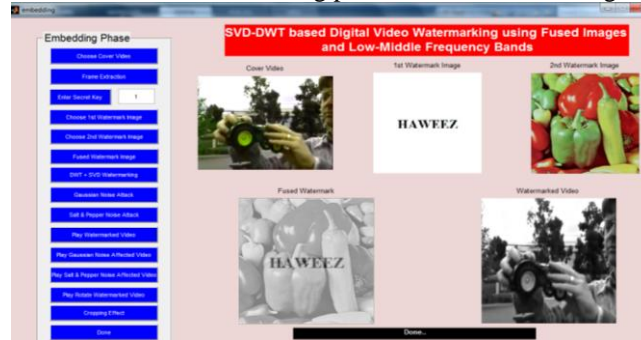 embedding
Embedding Phase
Choose Cover Video
Frame Extraction
Enter Secret Key
1
Choose 1st Watermark Image
Choose 2nd Watermark Image
Fused Watermark Image
DWT + SVD Watermarking
Gaussian Noise Attack
Salt & Pepper Noise Attack
Play Watermarked Video
Play Gaussian Noise Affected Video
Play Salt & Pepper Noise Affected Video
Play Rotate Watermarked Video
Cropping Effect
Done
SVD-DWT based Digital Video Watermarking using Fused Images
and Low-Middle Frequency Bands
Cover Video
1st Watermark Image
2nd Watermark Image
HAWEEZ
Fused Watermark
Watermarked Video
HAWEEZ
Done..